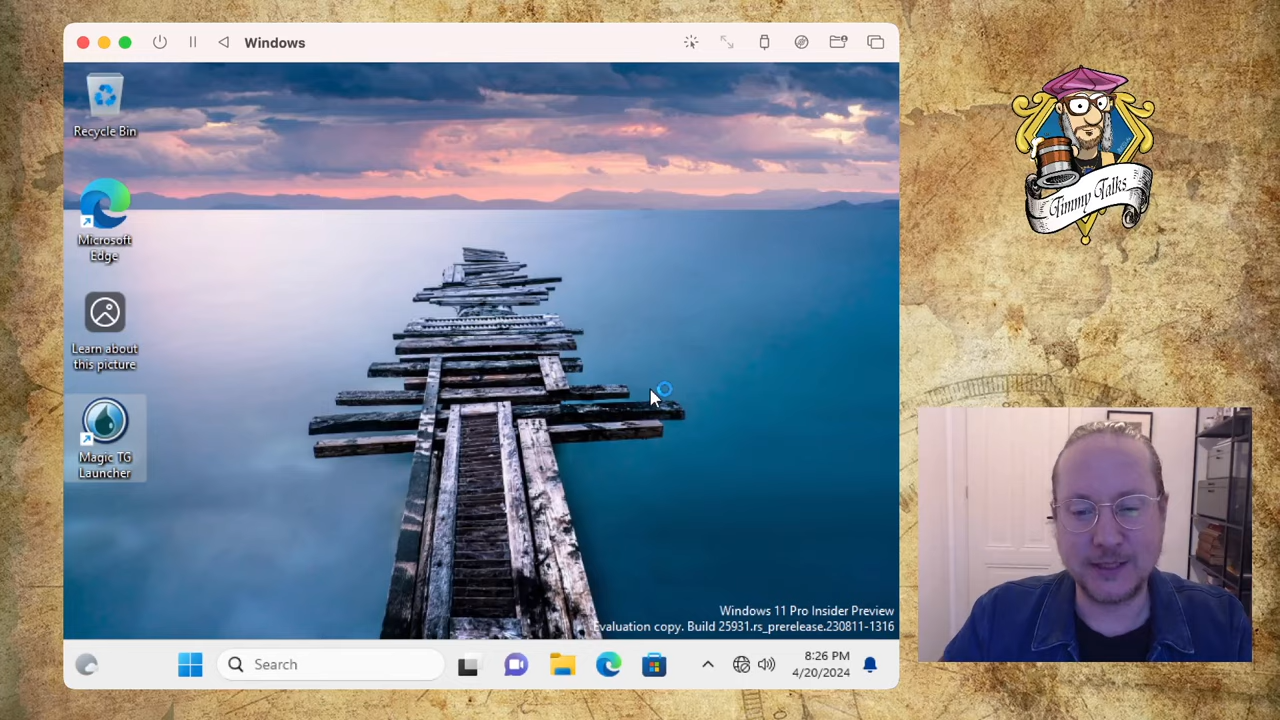 Windows
Recycle Bin
Microsoft
Edge
Learn about
this picture
Magic TG
Launcher
Timmy Talks
Windows 11 Pro Insider Preview
Evaluation copy. Build 25931.rs_prerelease.230811-1316
Search
8:26 PM
4/20/2024